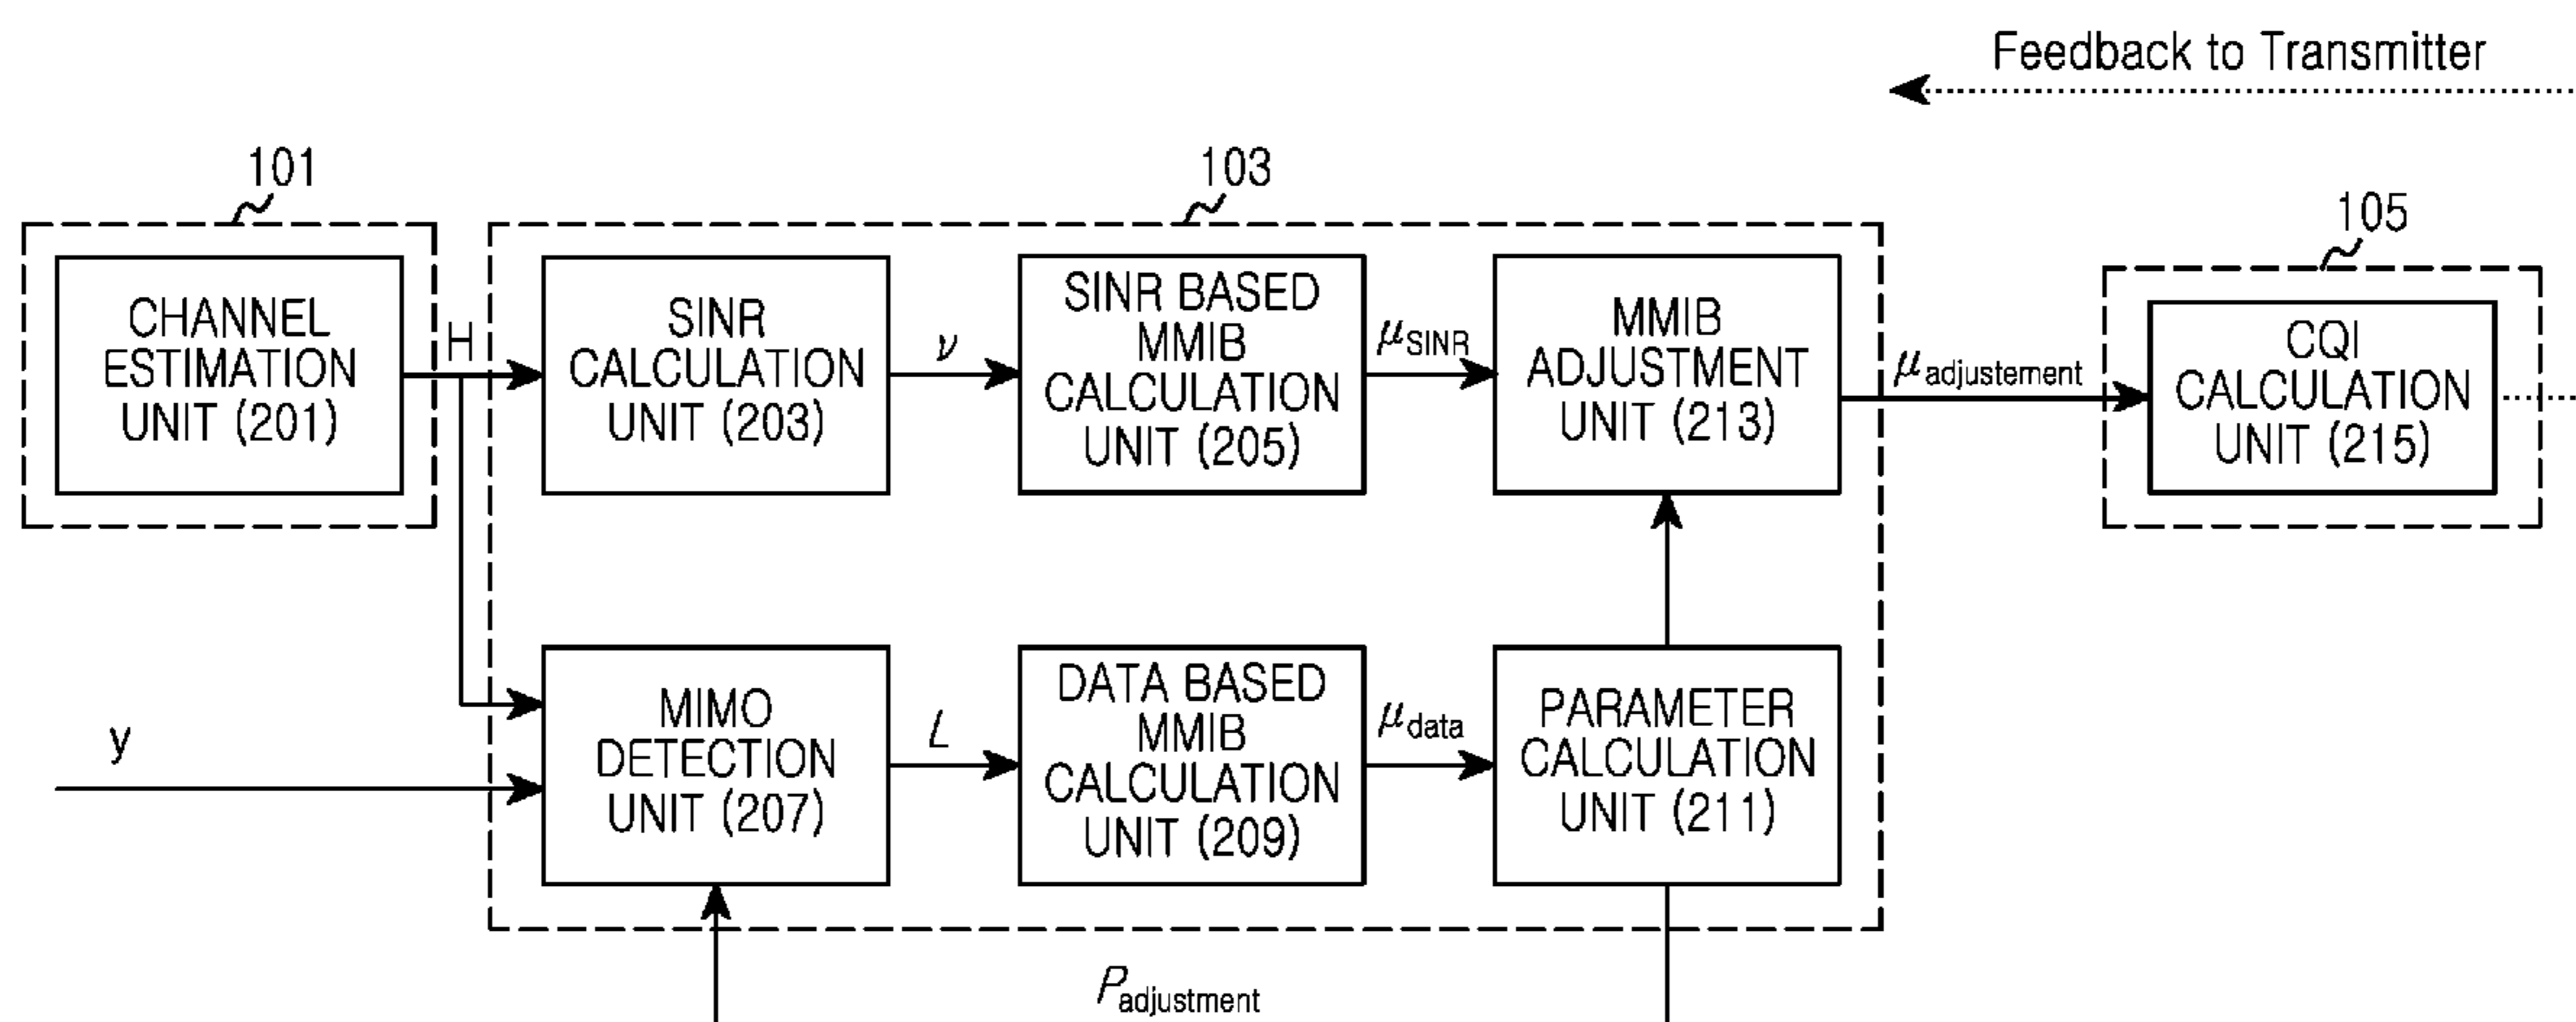 Feedback to Transmitter
101
103
105
CHANNEL
ESTIMATION
UNIT (201)
H
SINR
CALCULATION
UNIT (203)
ν
SINR BASED
MMIB
CALCULATION
UNIT (205)
μSINR
MMIB
ADJUSTMENT
UNIT (213)
μadjustement
CQI
CALCULATION
UNIT (215)
y
MIMO
DETECTION
UNIT (207)
L
DATA BASED
MMIB
CALCULATION
UNIT (209)
μdata
PARAMETER
CALCULATION
UNIT (211)
Padjustment